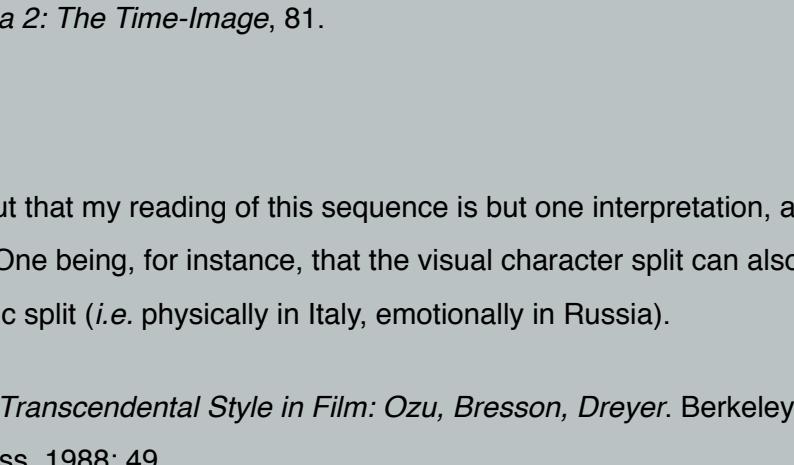 a 2: The Time-Image, 81.
ut that my reading of this sequence is but one interpretation, a
One being, for instance, that the visual character split can also
c split (i.e. physically in Italy, emotionally in Russia).
Transcendental Style in Film: Ozu, Bresson, Dreyer. Berkeley
ss, 1988: 49.